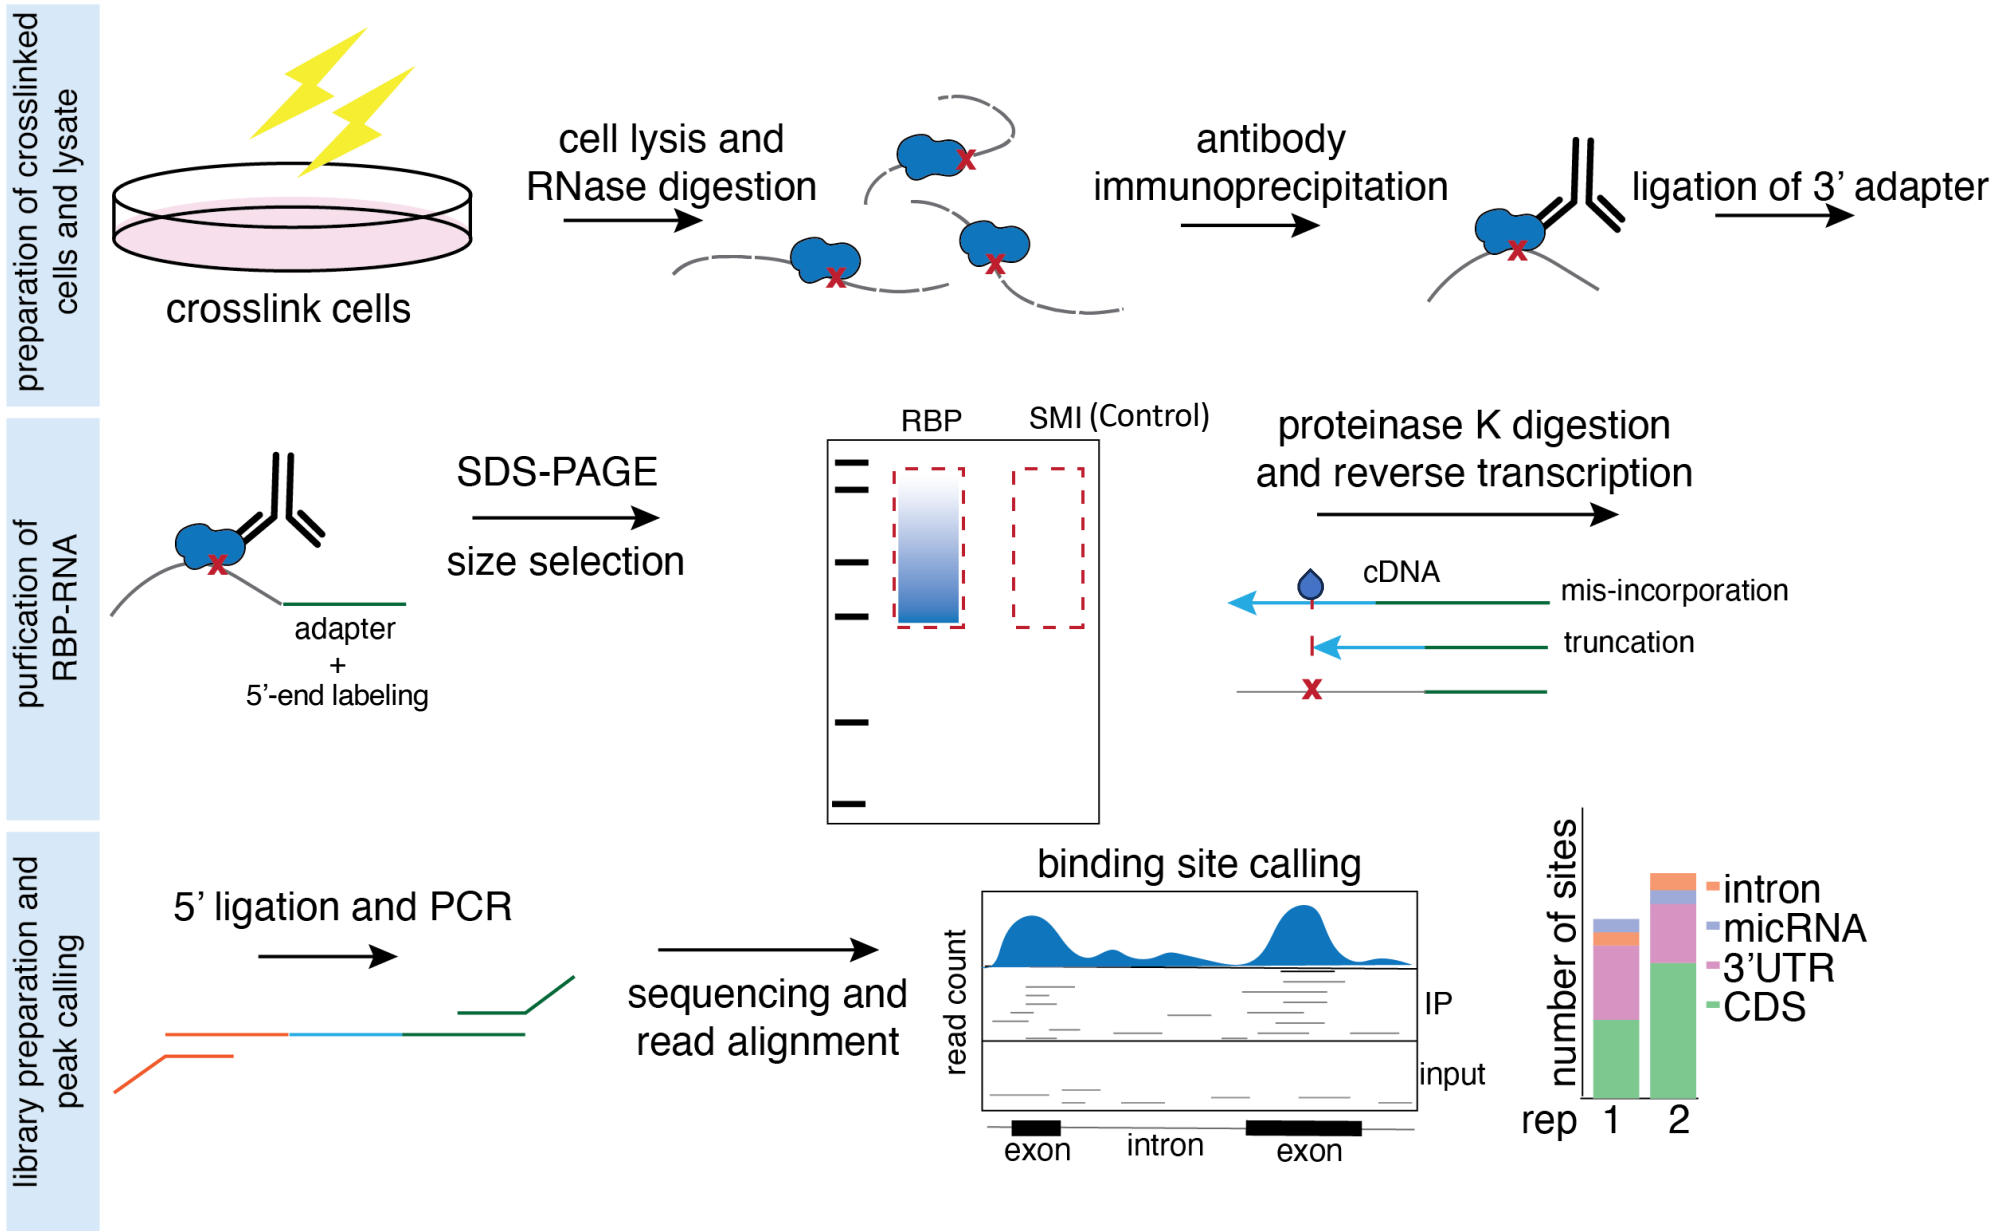 preparation of crosslinked
cells and lysate
crosslink cells
cell lysis and
RNase digestion
X
X
X
antibody
immunoprecipitation
X
ligation of 3’ adapter
purfication of
RBP-RNA
X
adapter
+
5’-end labeling
SDS-PAGE
size selection
RBP
SMI (Control)
proteinase K digestion
and reverse transcription
cDNA
mis-incorporation
truncation
X
library preparation and
peak calling
5’ ligation and PCR
sequencing and
read alignment
binding site calling
read count
IP
input
exon
intron
exon
number of sites
intron
micRNA
3’UTR
CDS
rep 1 2